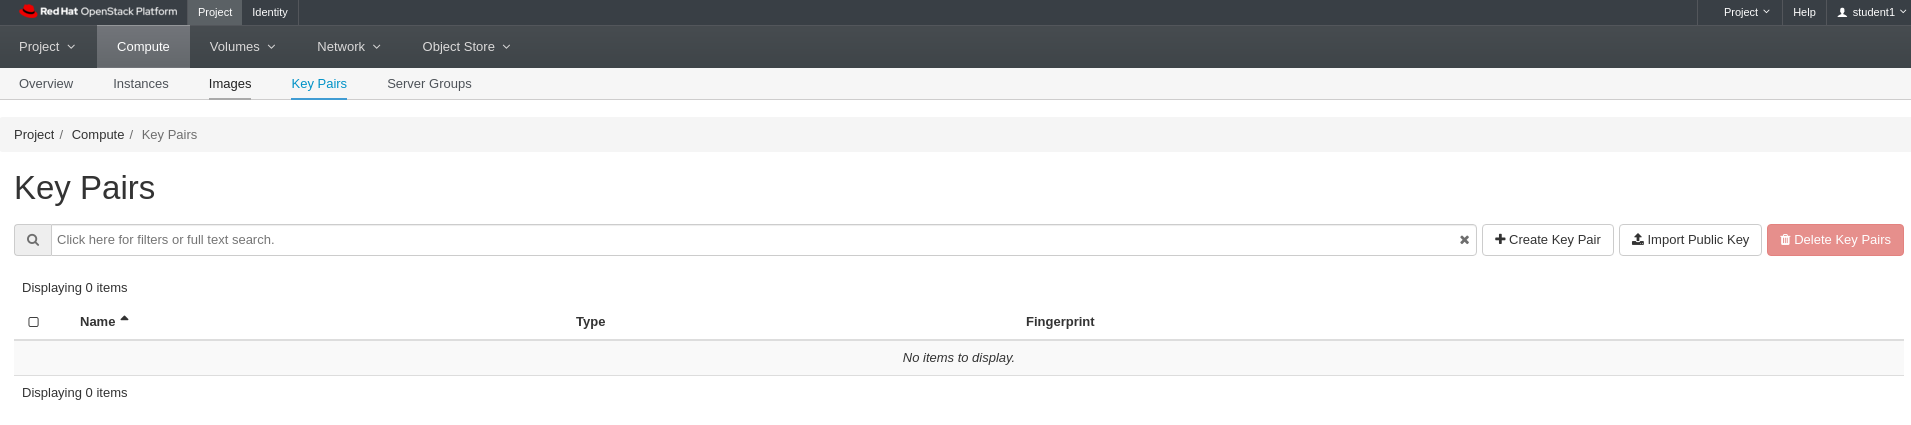 Red Hat OpenStack Platform Project Identity Project Help student1
Project Compute Volumes Network Object Store
Overview Instances Images Key Pairs Server Groups
Project / Compute / Key Pairs
Key Pairs
Click here for filters or full text search. Create Key Pair Import Public Key Delete Key Pairs
Displaying 0 items
Name Type Fingerprint
No items to display.
Displaying 0 items